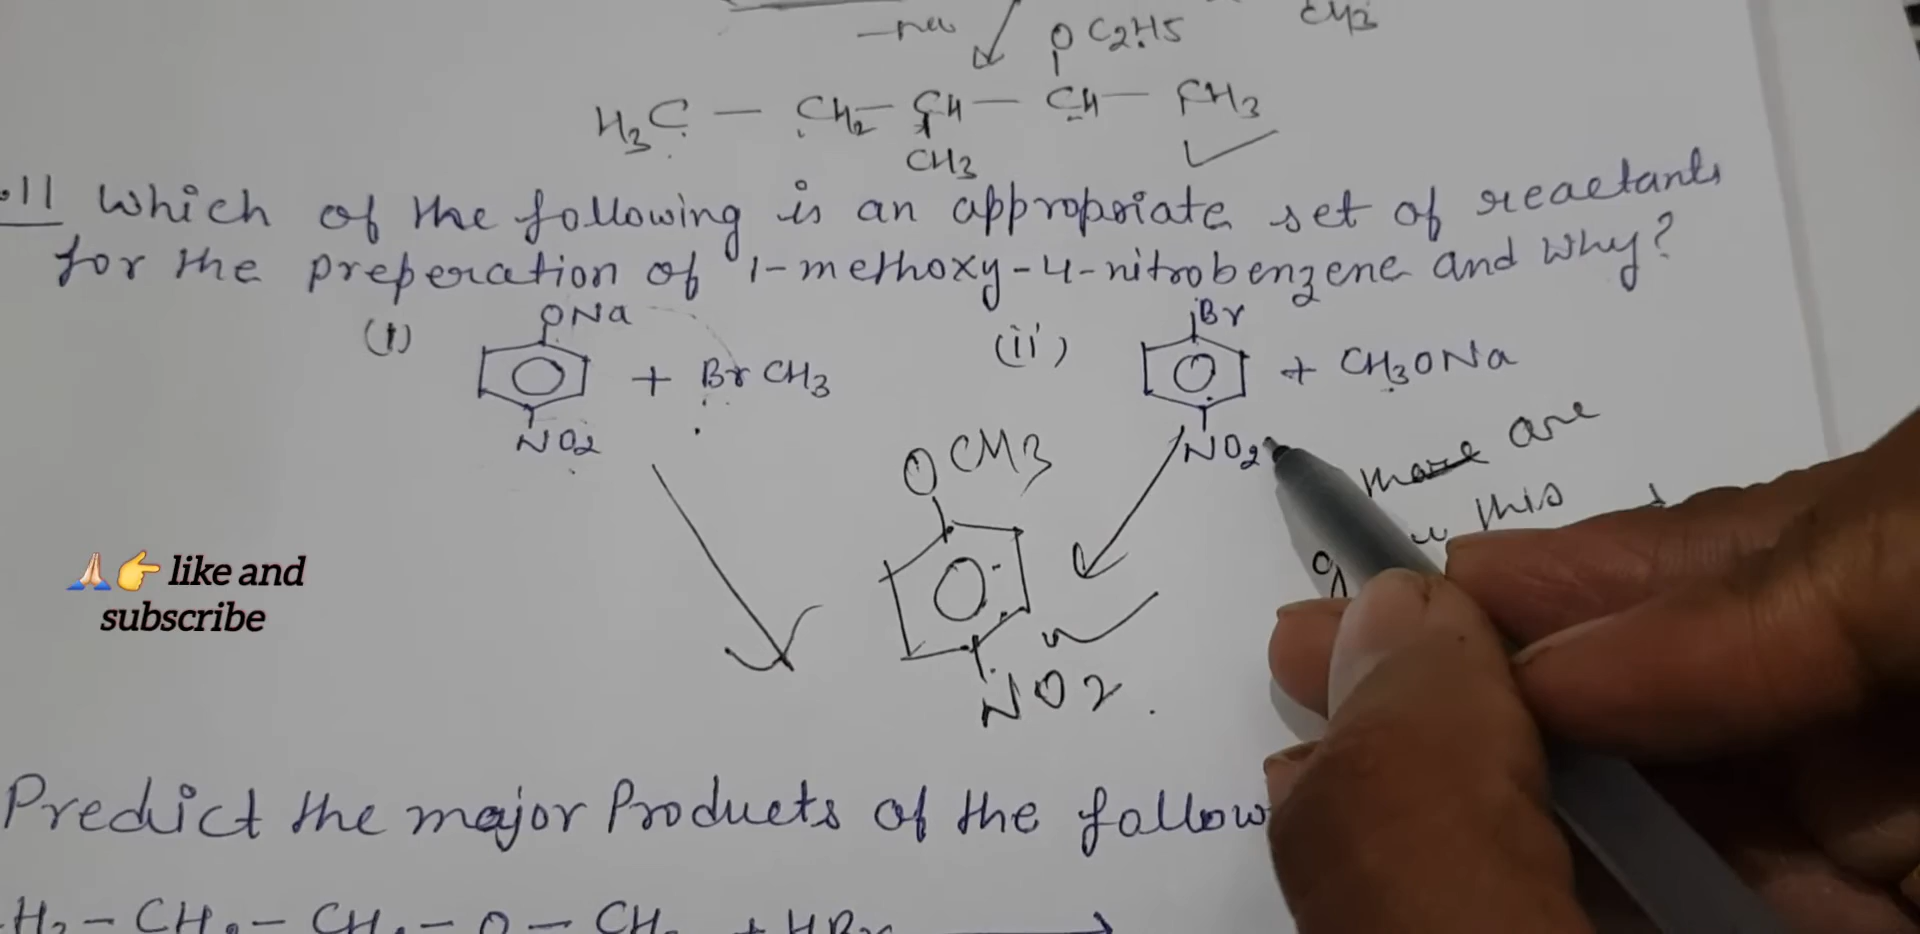 OC2H5
CH3
H3C — CH2 — CH — CH — CH3
CH3
.11 Which of the following is an appropriate set of reactants
for the preperation of 1-methoxy-4-nitrobenzene and why?
(i) ONa + BrCH3 NO2
(ii) Br + CH3ONa NO2
OCH3
are
this
NO2
🙏👉 like and
subscribe
Predict the major Products of the follow